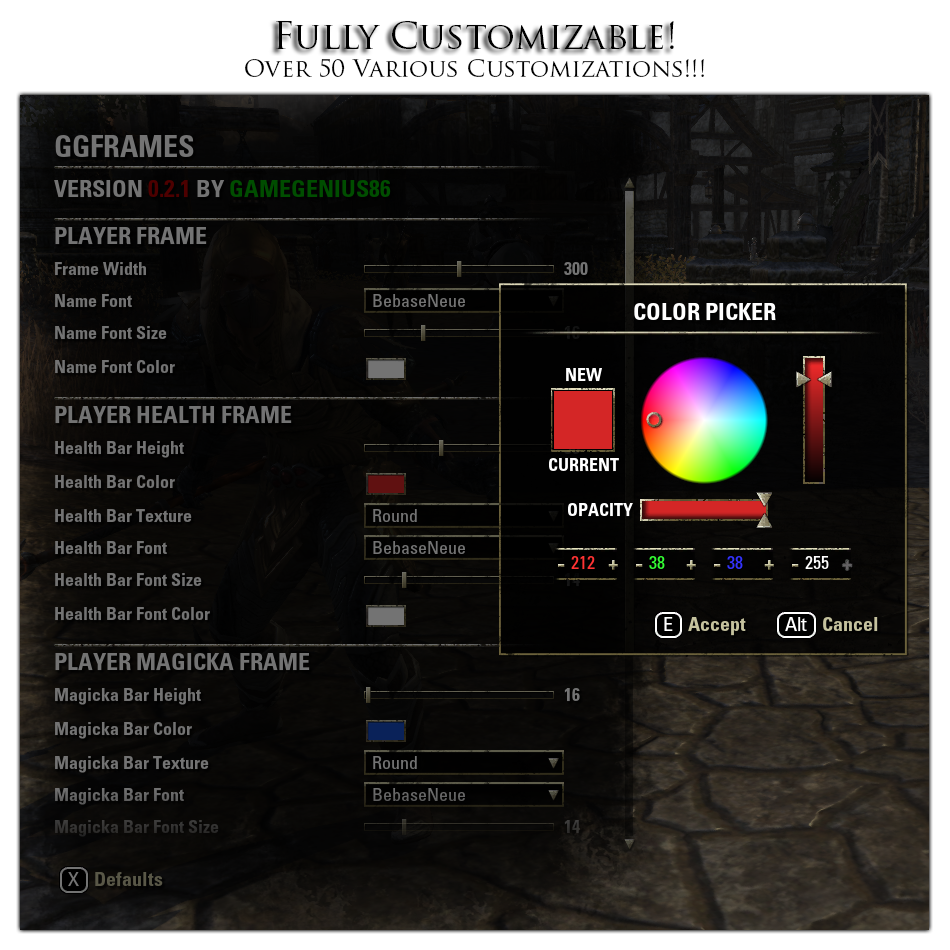 Fully Customizable!
Over 50 Various Customizations!!!
GGFRAMES
VERSION 0.2.1 BY GAMEGENIUS86
PLAYER FRAME
Frame Width 300
Name Font BebaseNeue
Name Font Size 16
Name Font Color
PLAYER HEALTH FRAME
Health Bar Height
Health Bar Color
Health Bar Texture Round
Health Bar Font BebaseNeue
Health Bar Font Size 14
Health Bar Font Color
PLAYER MAGICKA FRAME
Magicka Bar Height 16
Magicka Bar Color
Magicka Bar Texture Round
Magicka Bar Font BebaseNeue
Magicka Bar Font Size 14
X Defaults
COLOR PICKER
NEW
CURRENT
OPACITY
- 212 + - 38 + - 38 + - 255 +
E Accept Alt Cancel